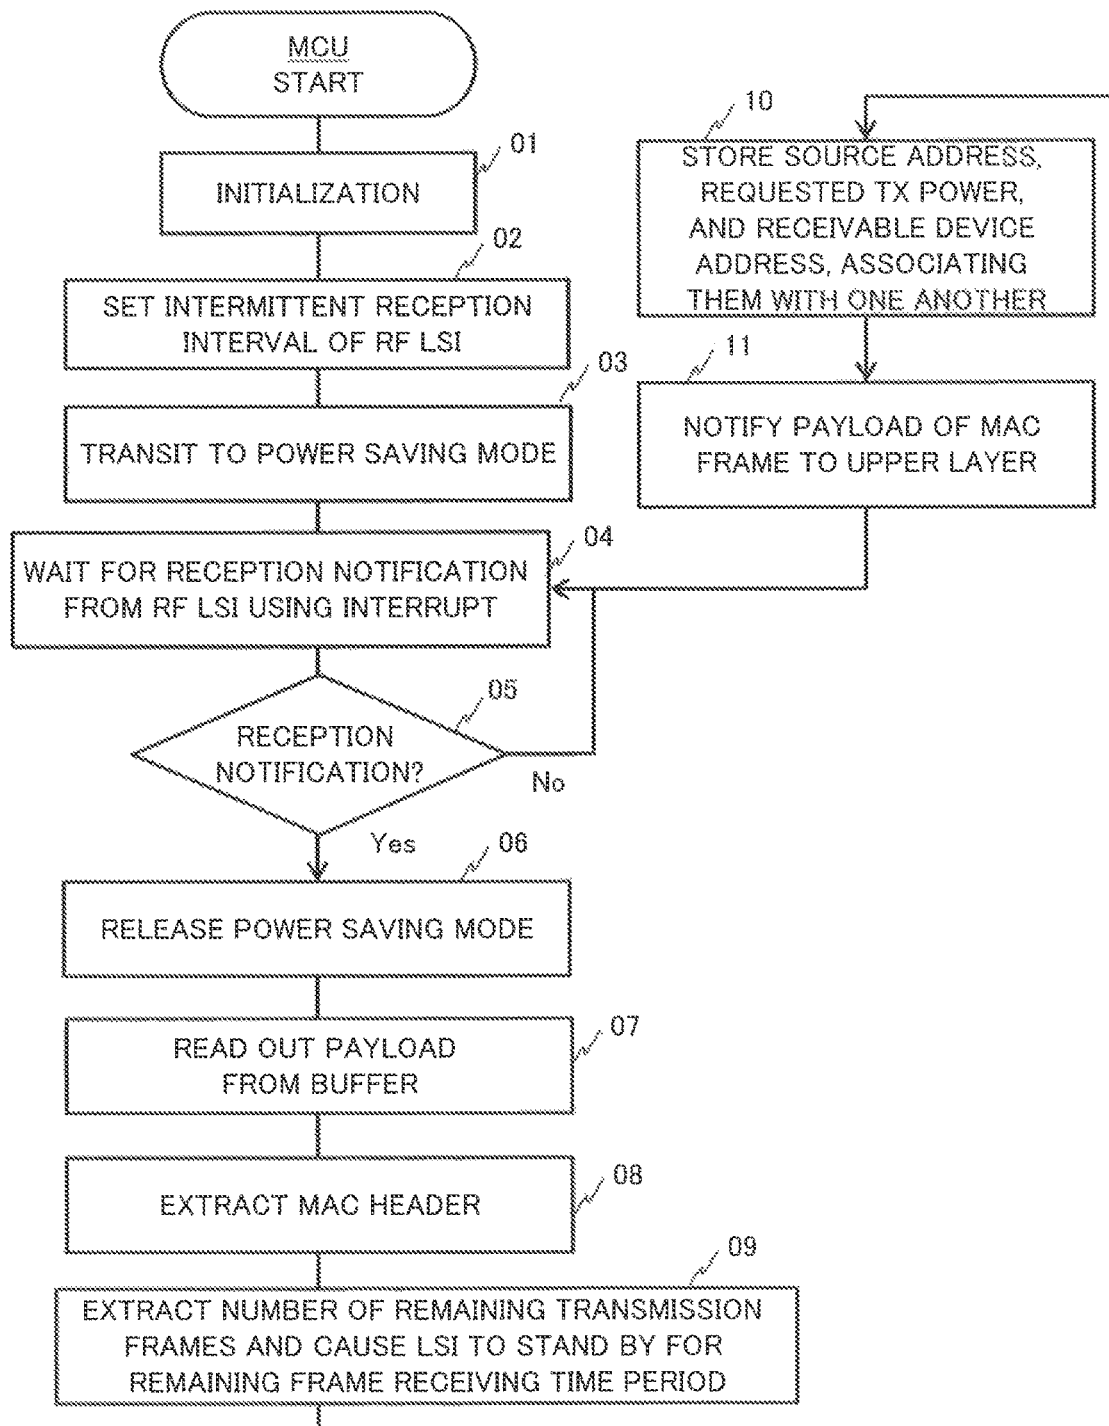 MCU
START
01
INITIALIZATION
02
SET INTERMITTENT RECEPTION
INTERVAL OF RF LSI
03
TRANSIT TO POWER SAVING MODE
04
WAIT FOR RECEPTION NOTIFICATION
FROM RF LSI USING INTERRUPT
05
RECEPTION
NOTIFICATION?
No
Yes
06
RELEASE POWER SAVING MODE
07
READ OUT PAYLOAD
FROM BUFFER
08
EXTRACT MAC HEADER
09
EXTRACT NUMBER OF REMAINING TRANSMISSION
FRAMES AND CAUSE LSI TO STAND BY FOR
REMAINING FRAME RECEIVING TIME PERIOD
10
STORE SOURCE ADDRESS,
REQUESTED TX POWER,
AND RECEIVABLE DEVICE
ADDRESS, ASSOCIATING
THEM WITH ONE ANOTHER
11
NOTIFY PAYLOAD OF MAC
FRAME TO UPPER LAYER